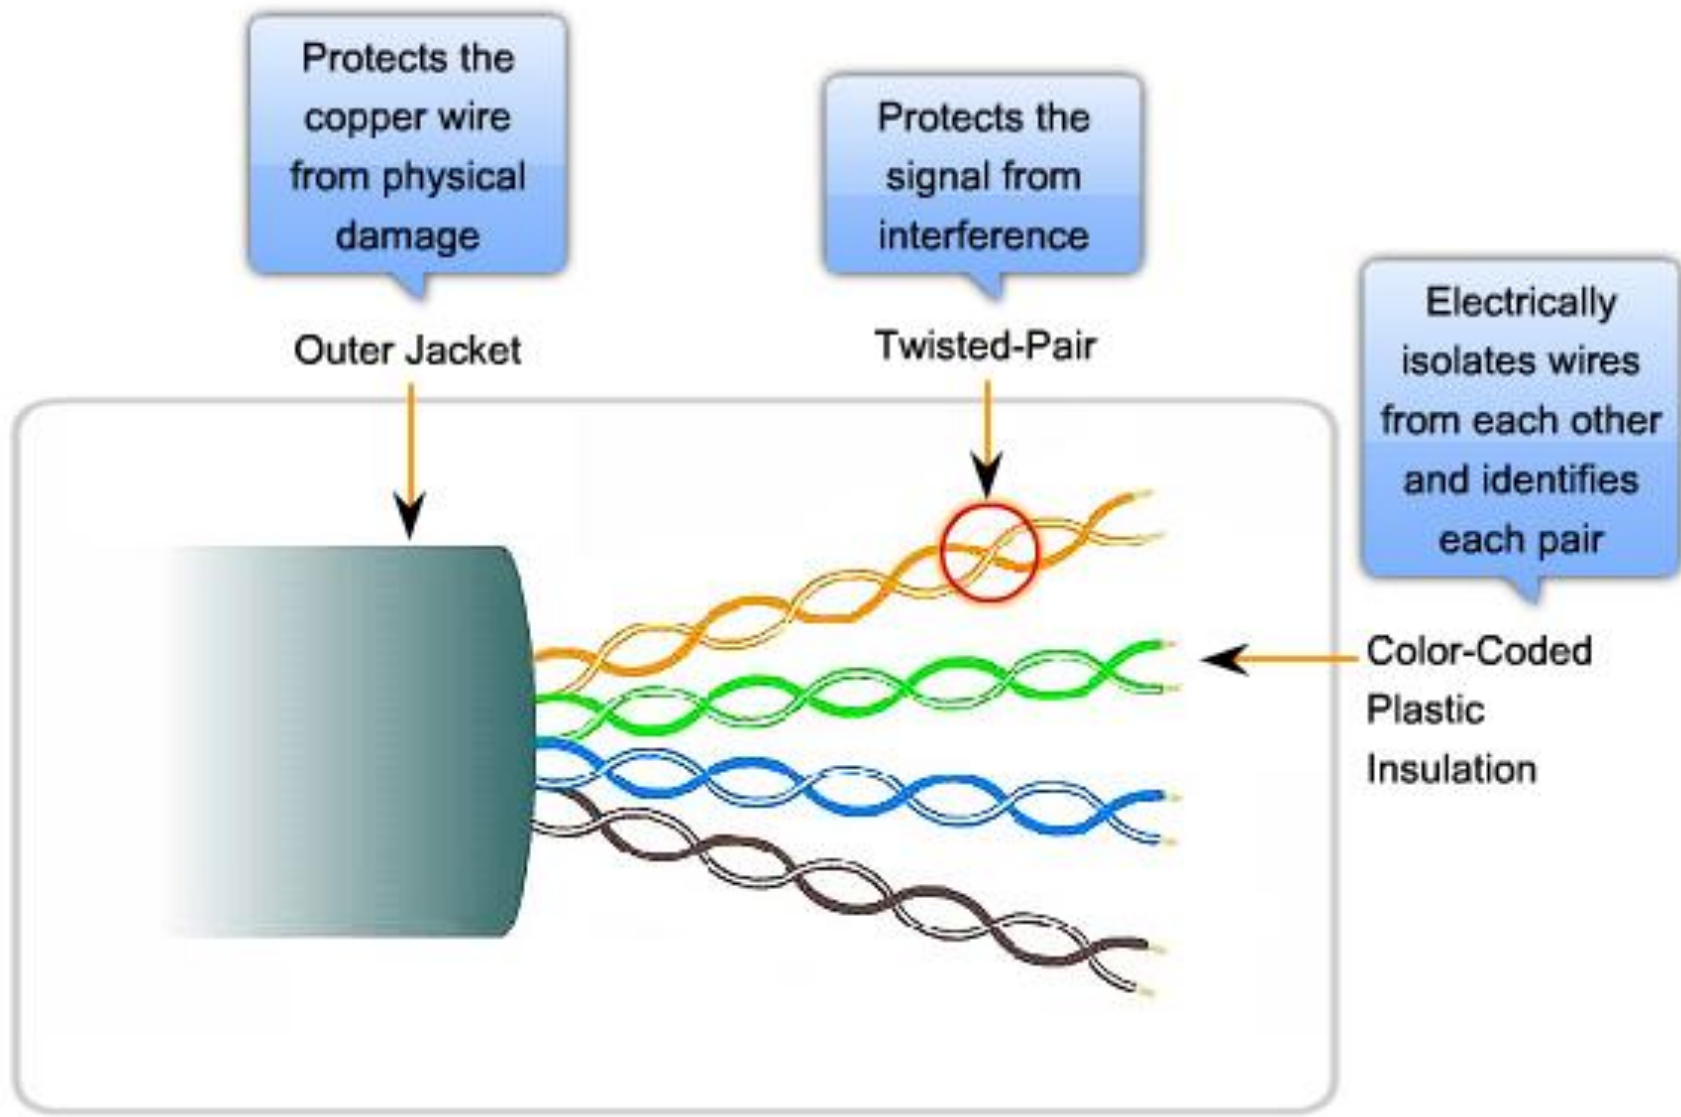 Protects the
copper wire
from physical
damage
Outer Jacket
Protects the
signal from
interference
Twisted-Pair
Electrically
isolates wires
from each other
and identifies
each pair
Color-Coded
Plastic
Insulation